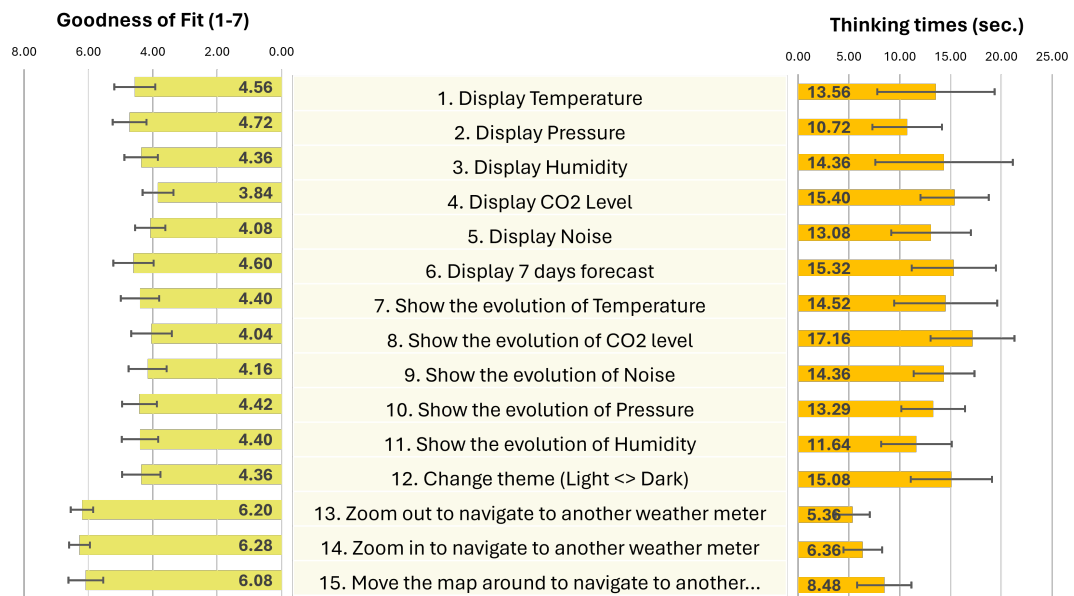 Goodness of Fit (1-7)
Thinking times (sec.)
8.00 6.00 4.00 2.00 0.00
0.00 5.00 10.00 15.00 20.00 25.00
4.56 1. Display Temperature 13.56
4.72 2. Display Pressure 10.72
4.36 3. Display Humidity 14.36
3.84 4. Display CO2 Level 15.40
4.08 5. Display Noise 13.08
4.60 6. Display 7 days forecast 15.32
4.40 7. Show the evolution of Temperature 14.52
4.04 8. Show the evolution of CO2 level 17.16
4.16 9. Show the evolution of Noise 14.36
4.42 10. Show the evolution of Pressure 13.29
4.40 11. Show the evolution of Humidity 11.64
4.36 12. Change theme (Light <> Dark) 15.08
6.20 13. Zoom out to navigate to another weather meter 5.36
6.28 14. Zoom in to navigate to another weather meter 6.36
6.08 15. Move the map around to navigate to another... 8.48